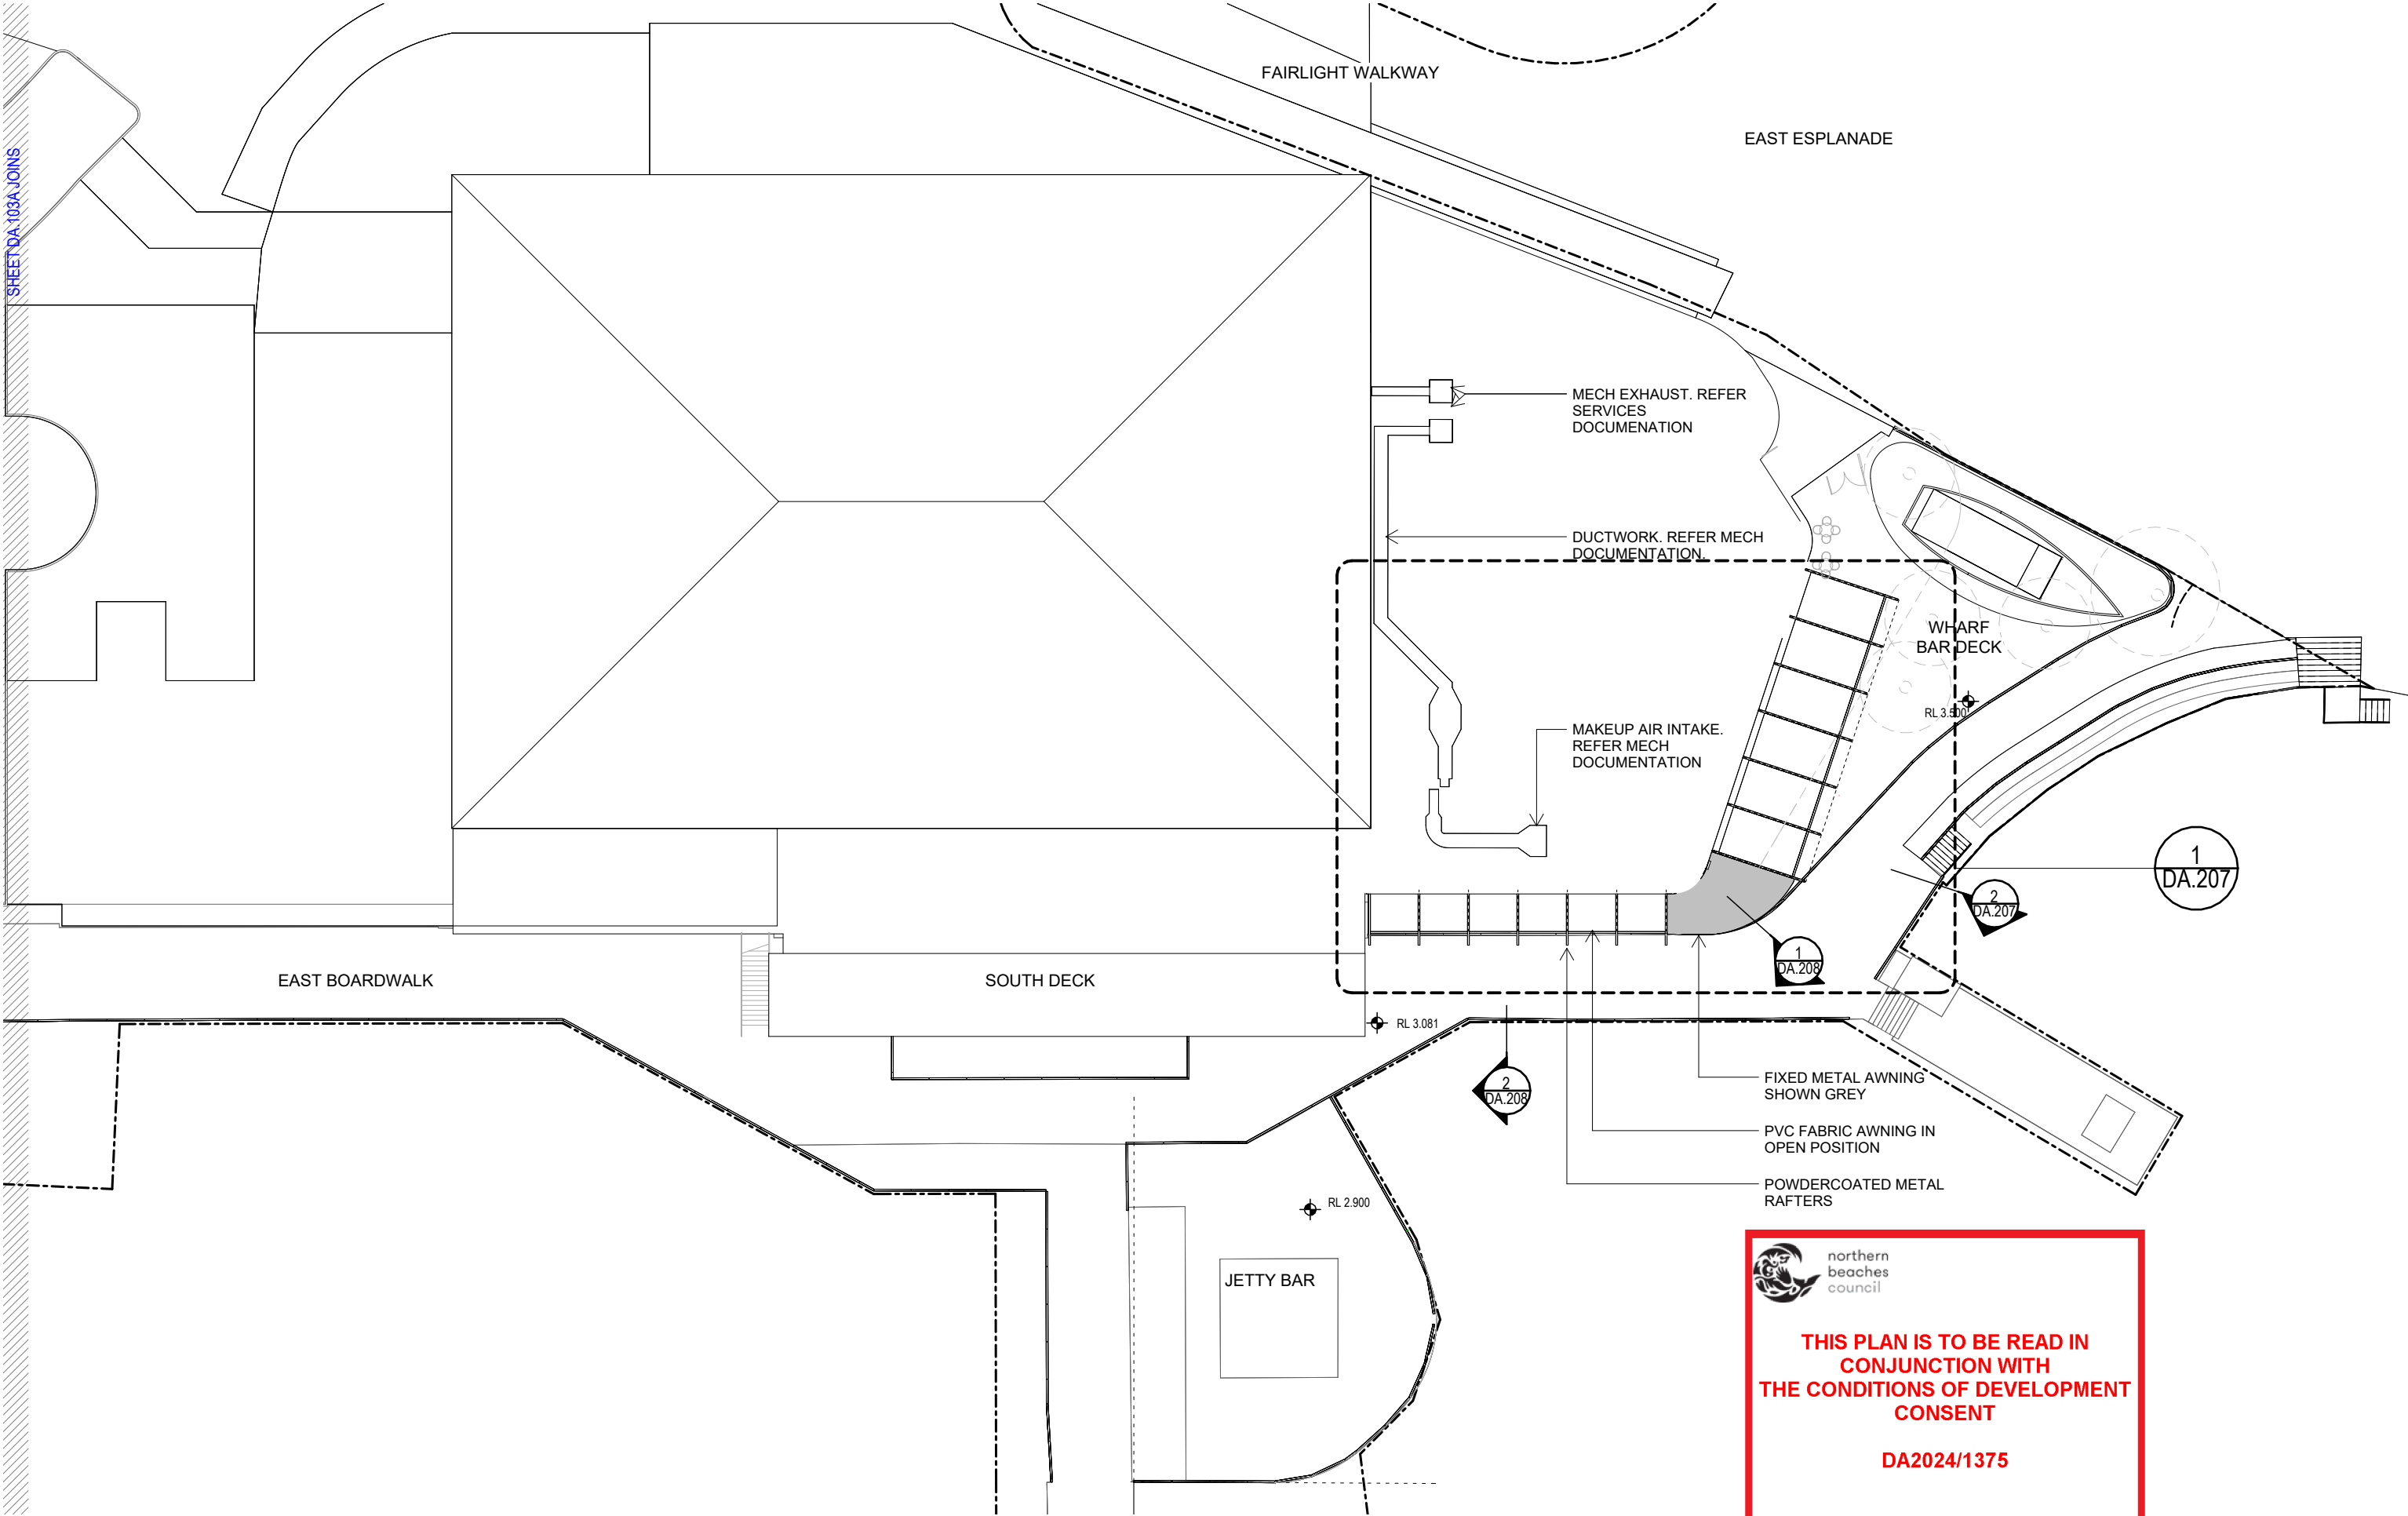 FAIRLIGHT WALKWAY
EAST ESPLANADE
SHEET DA.103A JOINS
MECH EXHAUST. REFER
SERVICES
DOCUMENATION
DUCTWORK. REFER MECH
DOCUMENTATION.
WHARF
BAR DECK
RL 3.500
MAKEUP AIR INTAKE.
REFER MECH
DOCUMENTATION
1
DA.207
2
DA.207
1
DA.208
EAST BOARDWALK
SOUTH DECK
RL 3.081
2
DA.208
FIXED METAL AWNING
SHOWN GREY
PVC FABRIC AWNING IN
OPEN POSITION
POWDERCOATED METAL
RAFTERS
RL 2.900
JETTY BAR
northern
beaches
council
THIS PLAN IS TO BE READ IN
CONJUNCTION WITH
THE CONDITIONS OF DEVELOPMENT
CONSENT
DA2024/1375